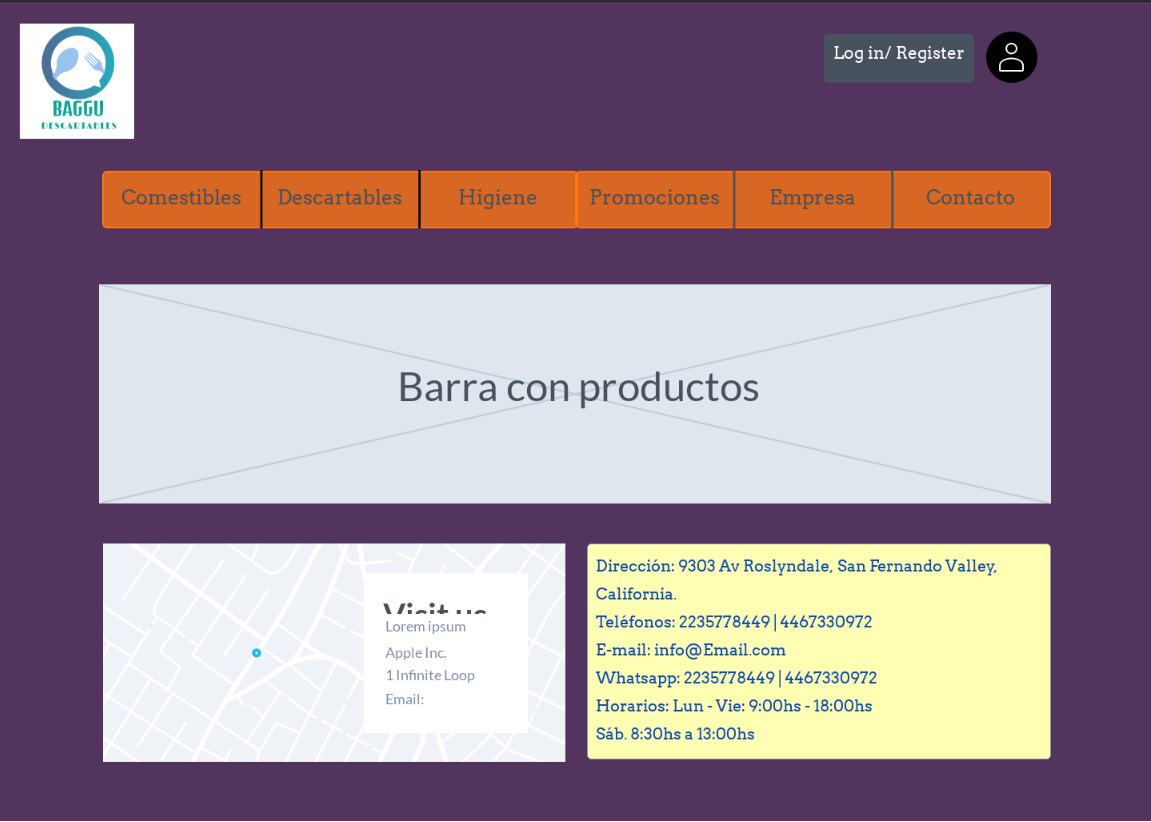 BAGGU
DESCARTABLES
Log in/ Register
Comestibles
Descartables
Higiene
Promociones
Empresa
Contacto
Barra con productos
Visit us
Lorem ipsum
Apple Inc.
1 Infinite Loop
Email:
Dirección: 9303 Av Roslyndale, San Fernando Valley,
California.
Teléfonos: 2235778449 | 4467330972
E-mail: info@Email.com
Whatsapp: 2235778449 | 4467330972
Horarios: Lun - Vie: 9:00hs - 18:00hs
Sáb. 8:30hs a 13:00hs